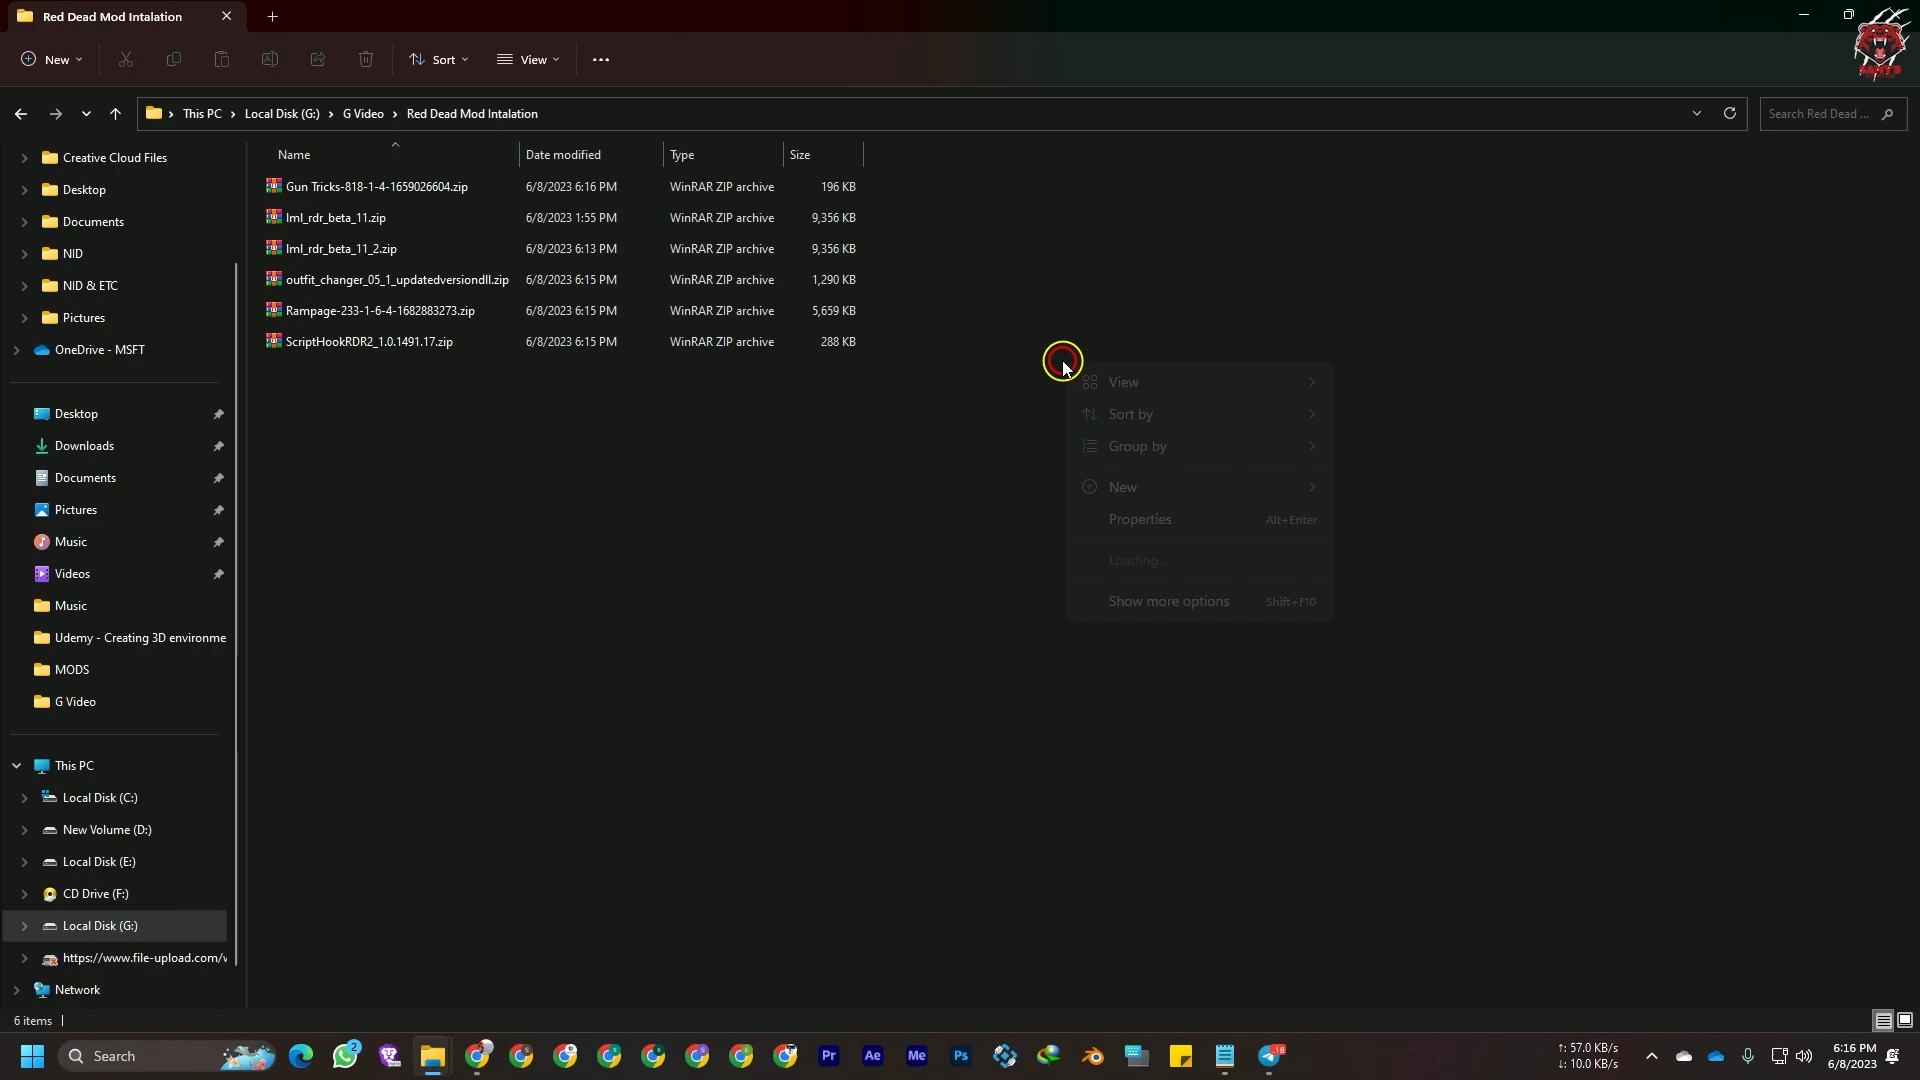 Red Dead Mod Intalation
New
Sort
View
This PC
Local Disk (G:)
G Video
Red Dead Mod Intalation
Search Red Dead ...
Name
Date modified
Type
Size
Creative Cloud Files
Desktop
Documents
NID
NID & ETC
Pictures
OneDrive - MSFT
Desktop
Downloads
Documents
Pictures
Music
Videos
Music
Udemy - Creating 3D environme
MODS
G Video
This PC
Local Disk (C:)
New Volume (D:)
Local Disk (E:)
CD Drive (F:)
Local Disk (G:)
https://www.file-upload.com/v
Network
Gun Tricks-818-1-4-1659026604.zip 6/8/2023 6:16 PM WinRAR ZIP archive 196 KB
lml_rdr_beta_11.zip 6/8/2023 1:55 PM WinRAR ZIP archive 9,356 KB
lml_rdr_beta_11_2.zip 6/8/2023 6:13 PM WinRAR ZIP archive 9,356 KB
outfit_changer_05_1_updatedversiondll.zip 6/8/2023 6:15 PM WinRAR ZIP archive 1,290 KB
Rampage-233-1-6-4-1682883273.zip 6/8/2023 6:15 PM WinRAR ZIP archive 5,659 KB
ScriptHookRDR2_1.0.1491.17.zip 6/8/2023 6:15 PM WinRAR ZIP archive 288 KB
View
Sort by
Group by
New
Properties Alt+Enter
Loading...
Show more options Shift+F10
6 items
Search
2
Pr
Ae
Me
Ps
18
↑: 57.0 KB/s
↓: 10.0 KB/s
6:16 PM
6/8/2023